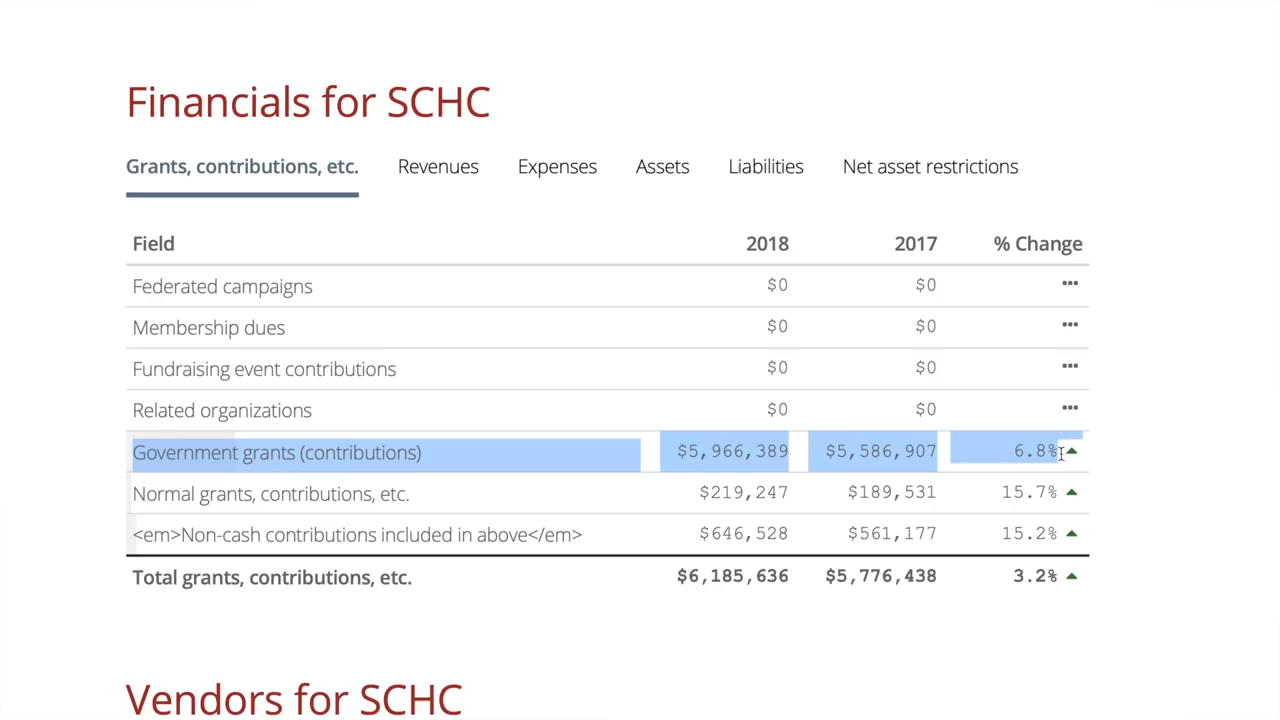 Financials for SCHC
Grants, contributions, etc. Revenues Expenses Assets Liabilities Net asset restrictions
Field 2018 2017 % Change
Federated campaigns $0 $0 •••
Membership dues $0 $0 •••
Fundraising event contributions $0 $0 •••
Related organizations $0 $0 •••
Government grants (contributions) $5,966,389 $5,586,907 6.8%
Normal grants, contributions, etc. $219,247 $189,531 15.7%
<em>Non-cash contributions included in above</em> $646,528 $561,177 15.2%
Total grants, contributions, etc. $6,185,636 $5,776,438 3.2%
Vendors for SCHC